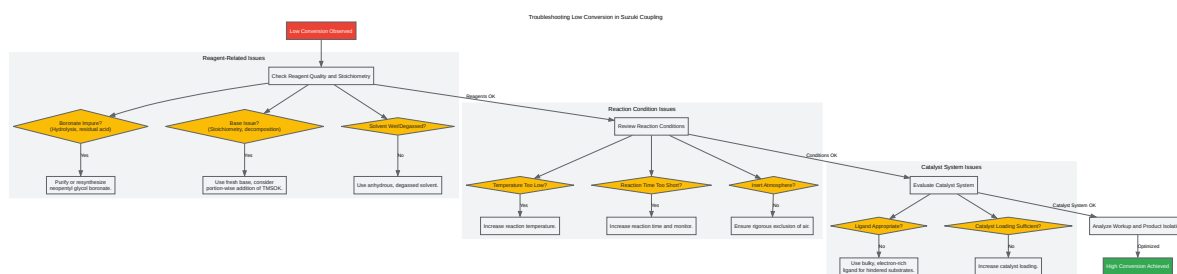 Troubleshooting Low Conversion in Suzuki Coupling
Low Conversion Observed
Reagent-Related Issues
Check Reagent Quality and Stoichiometry
Reagents OK
Boronate Impure?
(Hydrolysis, residual acid)
Base Issue?
(Stoichiometry, decomposition)
Solvent Wet/Degassed?
Yes
Yes
No
Purify or resynthesize
neopentyl glycol boronate.
Use fresh base, consider
portion-wise addition of TMSOK.
Use anhydrous, degassed solvent.
Reaction Condition Issues
Review Reaction Conditions
Conditions OK
Temperature Too Low?
Reaction Time Too Short?
Inert Atmosphere?
Yes
Yes
No
Increase reaction temperature.
Increase reaction time and monitor.
Ensure rigorous exclusion of air.
Catalyst System Issues
Evaluate Catalyst System
Catalyst System OK
Ligand Appropriate?
Catalyst Loading Sufficient?
Analyze Workup and Product Isolati
No
No
Optimized
Use bulky, electron-rich
ligand for hindered substrates.
Increase catalyst loading.
High Conversion Achieved